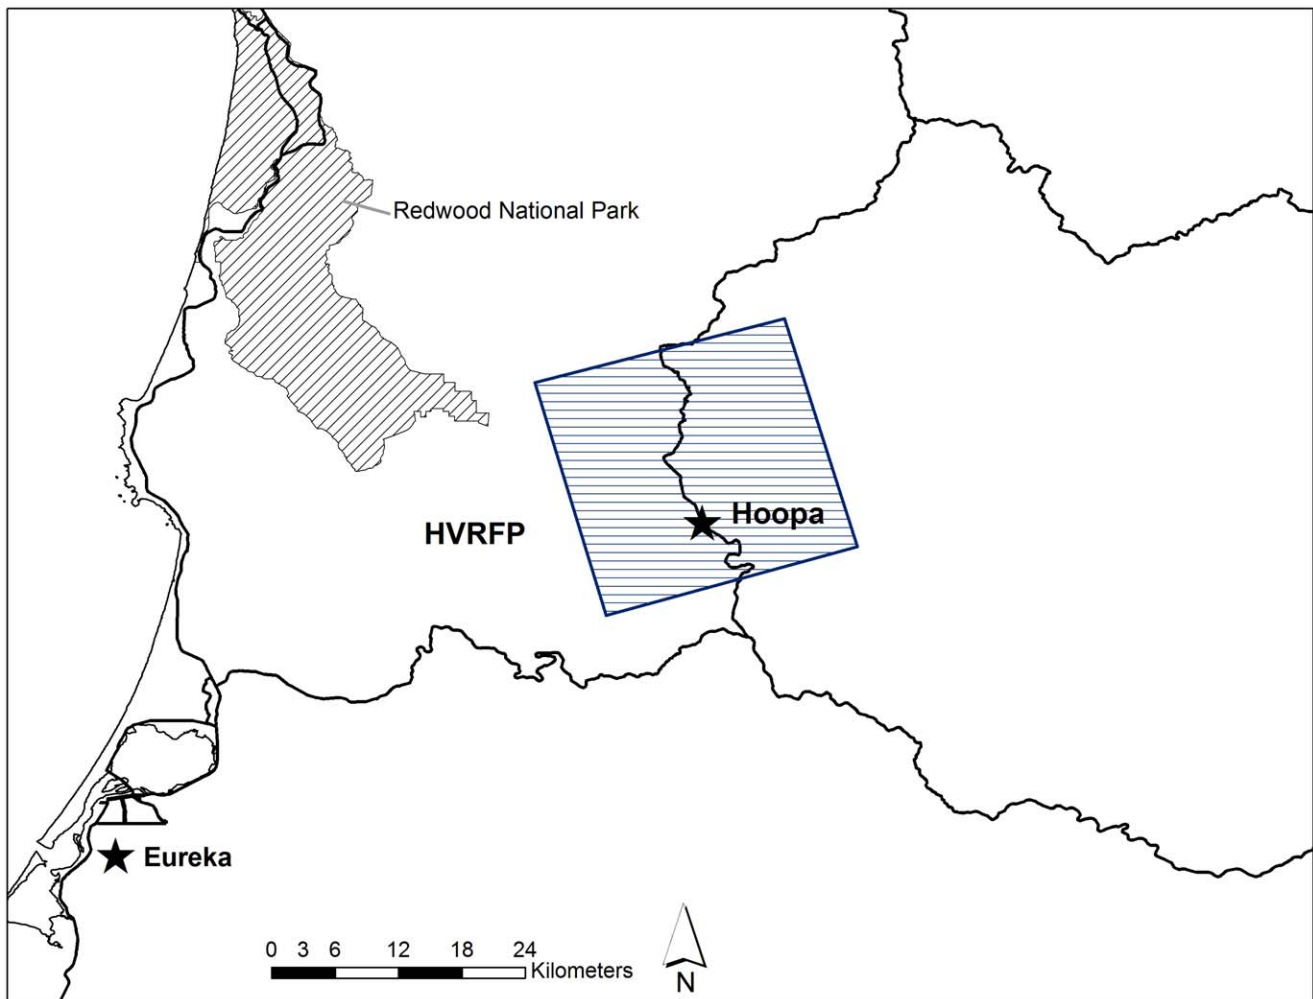 Redwood National Park
Hoopa
HVRFP
Eureka
0 3 6 12 18 24
Kilometers
N